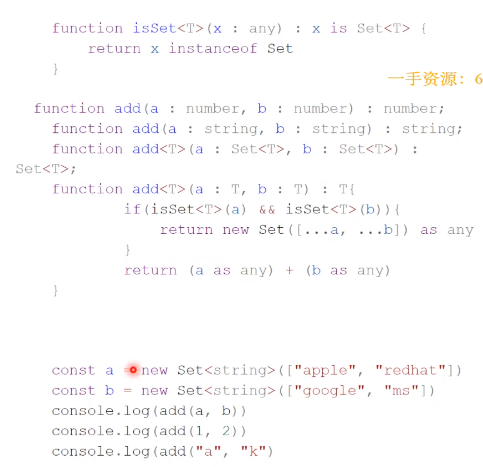 function isSet<T>(x : any) : x is Set<T> {
return x instanceof Set
}
一手资源: 6
function add(a : number, b : number) : number;
function add(a : string, b : string) : string;
function add<T>(a : Set<T>, b : Set<T>) :
Set<T>;
function add<T>(a : T, b : T) : T{
if(isSet<T>(a) && isSet<T>(b)){
return new Set([...a, ...b]) as any
}
return (a as any) + (b as any)
}
const a = new Set<string>(["apple", "redhat"])
const b = new Set<string>(["google", "ms"])
console.log(add(a, b))
console.log(add(1, 2))
console.log(add("a", "k")